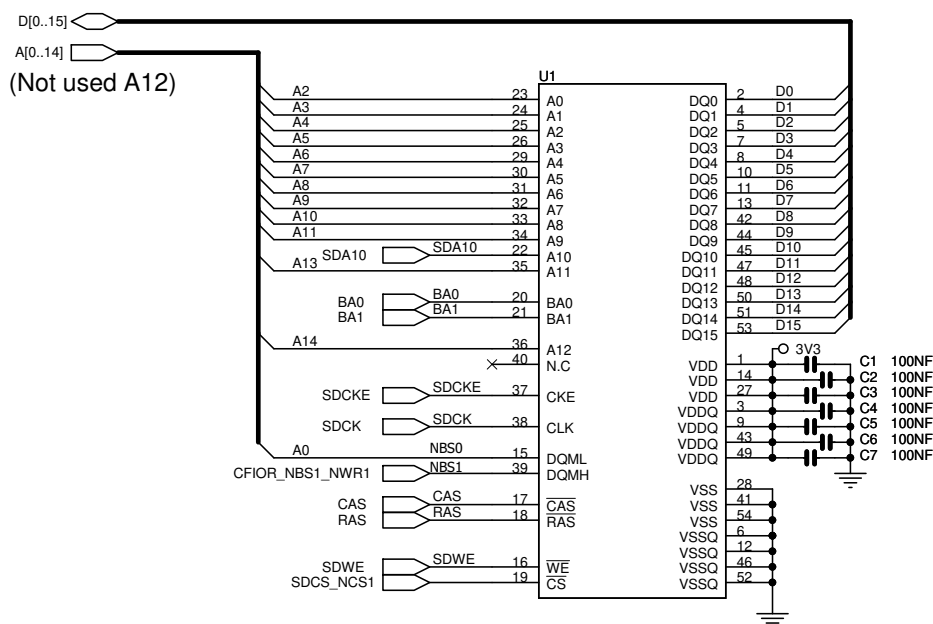 D[0..15]
A[0..14]
(Not used A12)
U1
A2 23 A0 DQ0 2 D0
A3 24 A1 DQ1 4 D1
A4 25 A2 DQ2 5 D2
A5 26 A3 DQ3 7 D3
A6 29 A4 DQ4 8 D4
A7 30 A5 DQ5 10 D5
A8 31 A6 DQ6 11 D6
A9 32 A7 DQ7 13 D7
A10 33 A8 DQ8 42 D8
A11 34 A9 DQ9 44 D9
SDA10 SDA10 22 A10 DQ10 45 D10
A13 35 A11 DQ11 47 D11
DQ12 48 D12
BA0 BA0 20 BA0 DQ13 50 D13
BA1 BA1 21 BA1 DQ14 51 D14
DQ15 53 D15
A14 36 A12 3V3
40 N.C VDD 1 C1 100NF
VDD 14 C2 100NF
SDCKE SDCKE 37 CKE VDD 27 C3 100NF
VDDQ 3 C4 100NF
SDCK SDCK 38 CLK VDDQ 9 C5 100NF
VDDQ 43 C6 100NF
A0 NBS0 15 DQML VDDQ 49 C7 100NF
CFIOR_NBS1_NWR1 NBS1 39 DQMH
VSS 28
CAS CAS 17 CAS VSS 41
RAS RAS 18 RAS VSS 54
VSSQ 6
VSSQ 12
SDWE SDWE 16 WE VSSQ 46
SDCS_NCS1 19 CS VSSQ 52